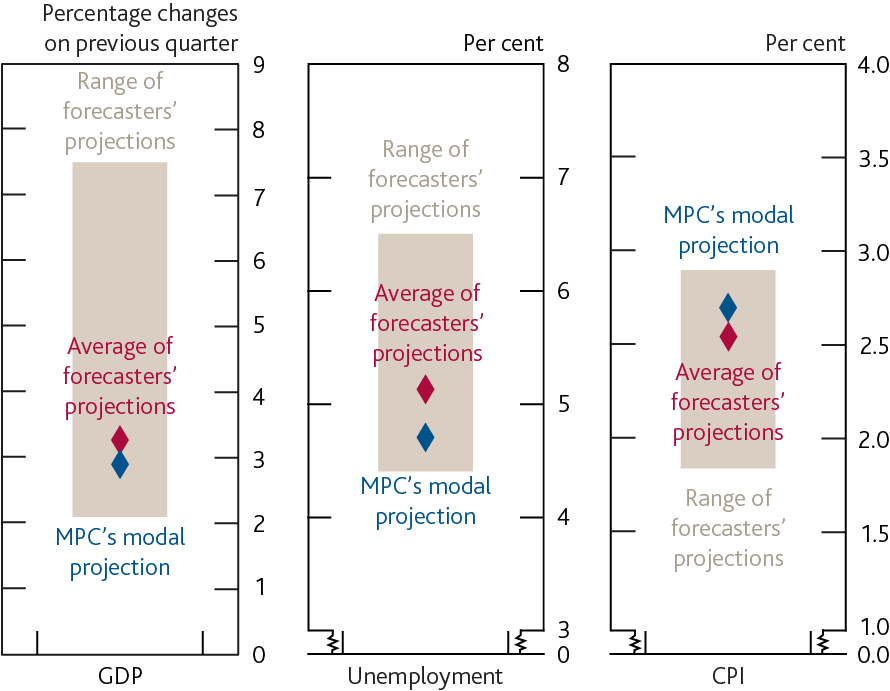 Percentage changes
on previous quarter
Range of
forecasters’
projections
Average of
forecasters’
projections
MPC’s modal
projection
9
8
7
6
5
4
3
2
1
0
GDP
Per cent
Range of
forecasters’
projections
Average of
forecasters’
projections
MPC’s modal
projection
8
7
6
5
4
3
0
Unemployment
Per cent
MPC’s modal
projection
Average of
forecasters’
projections
Range of
forecasters’
projections
4.0
3.5
3.0
2.5
2.0
1.5
1.0
0.0
CPI